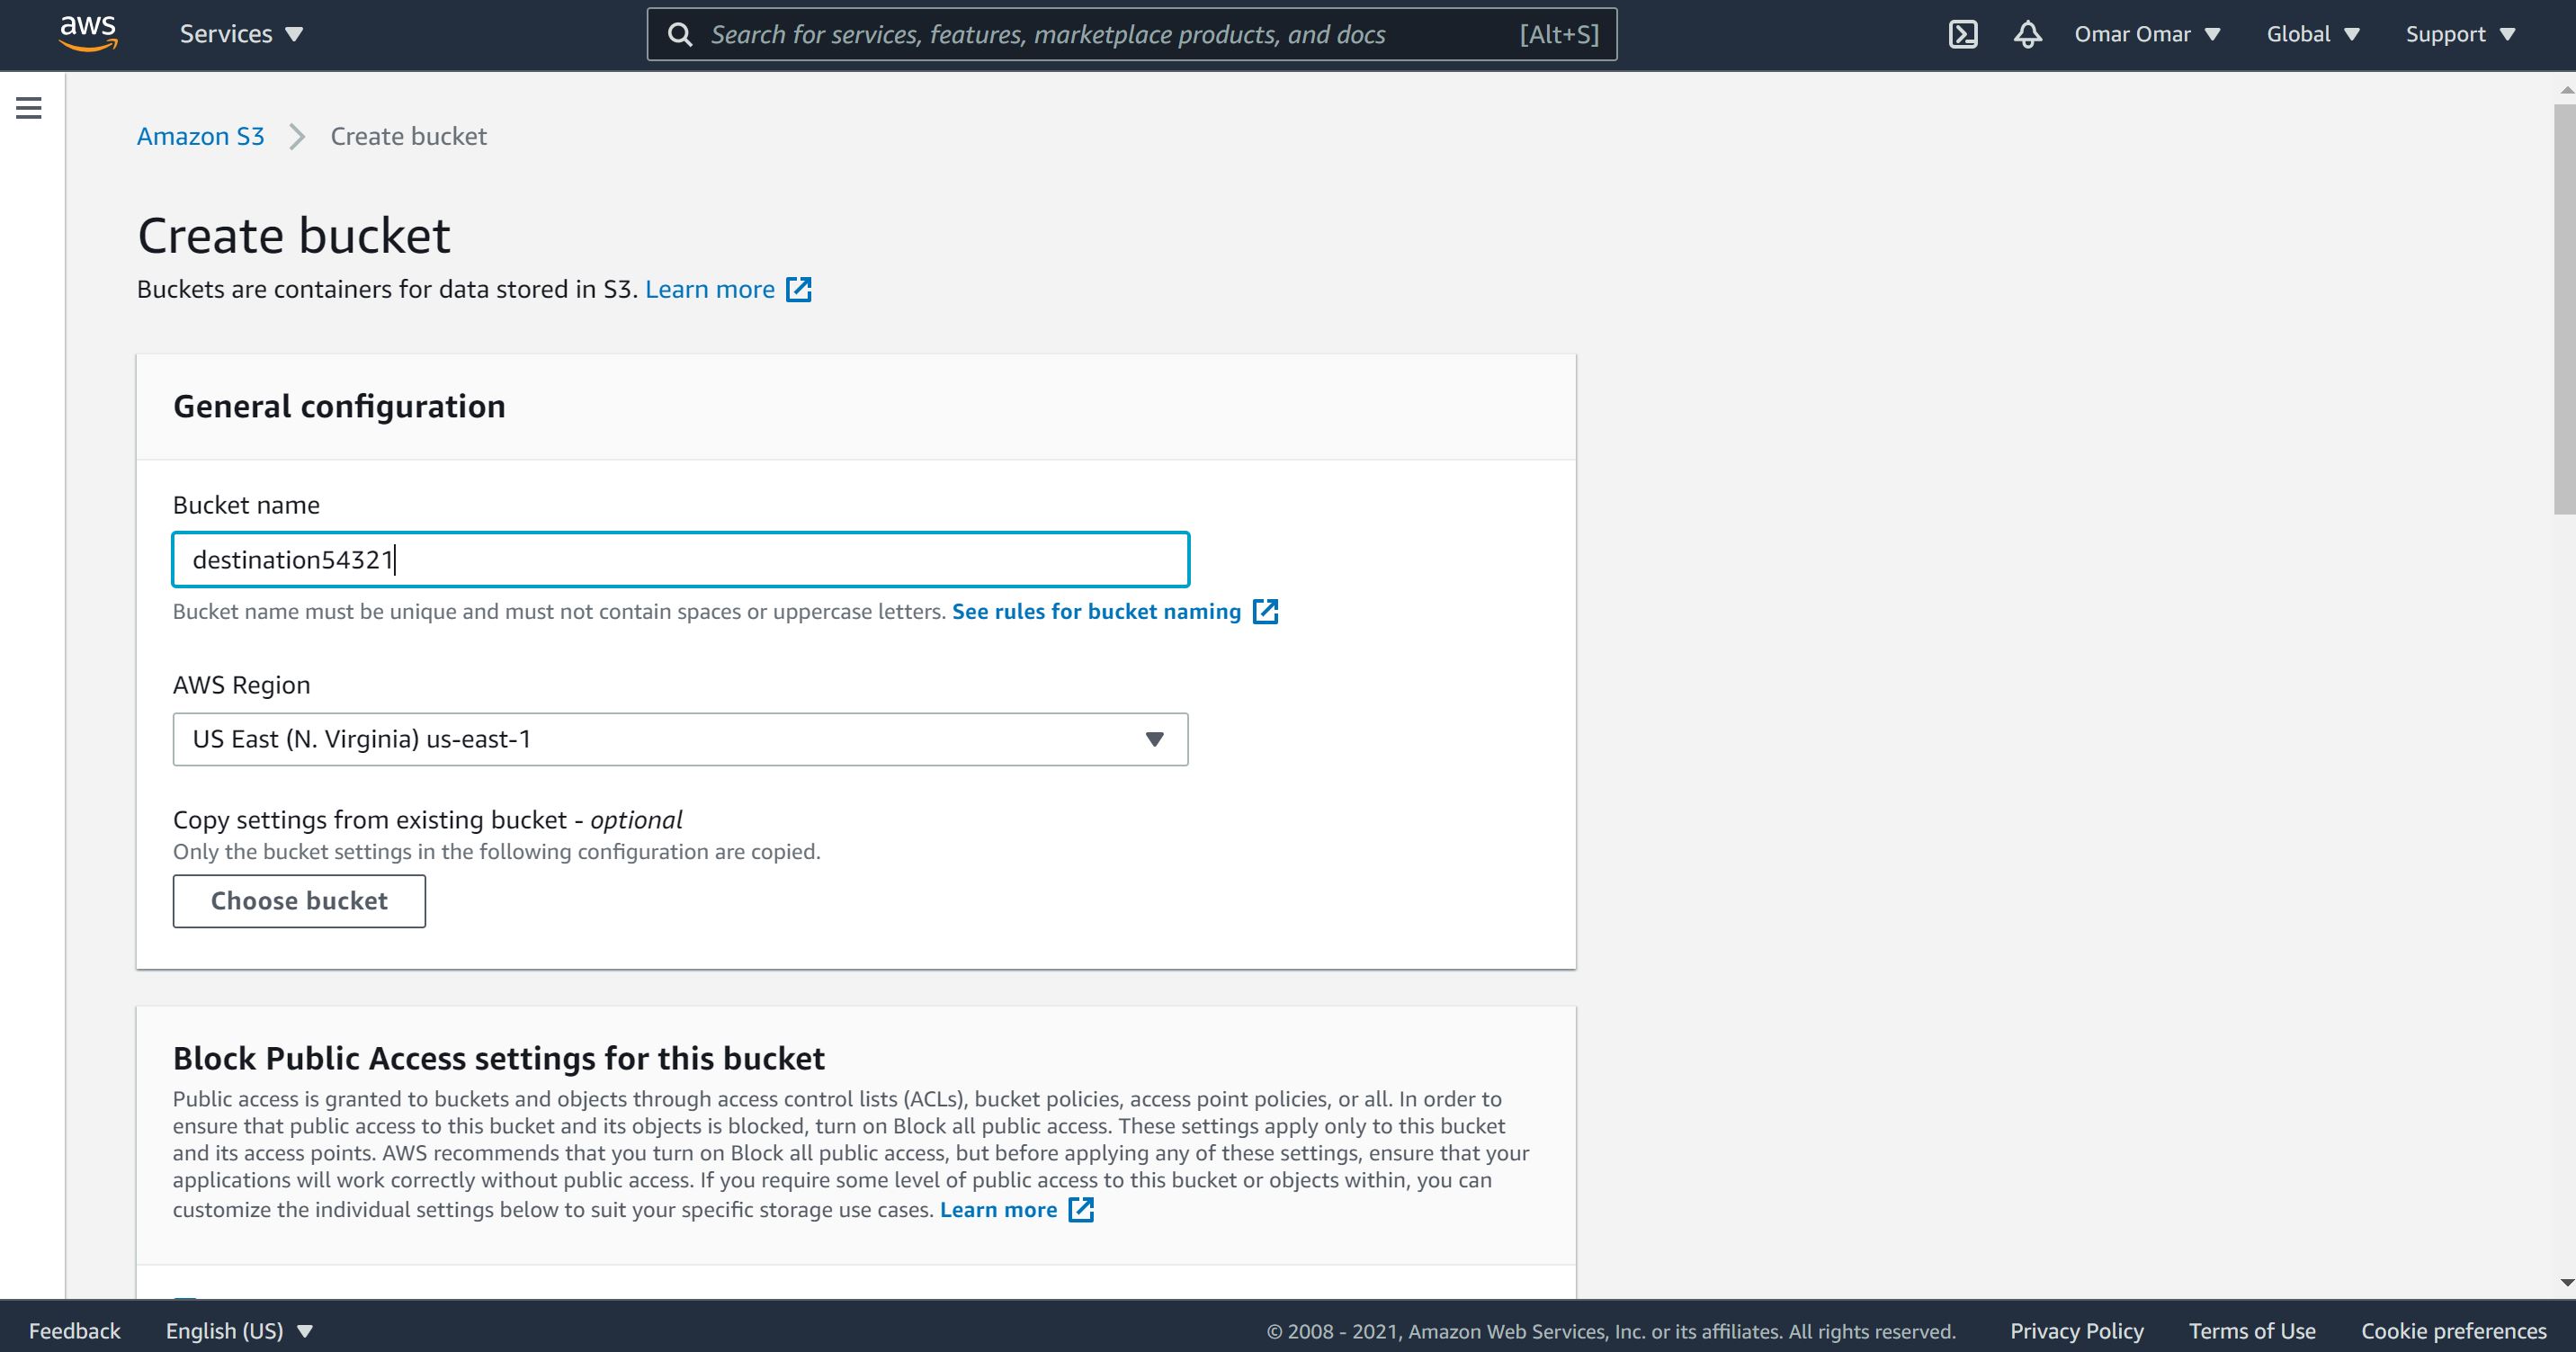 aws
Services
Search for services, features, marketplace products, and docs
[Alt+S]
Omar Omar
Global
Support
Amazon S3
Create bucket
Create bucket
Buckets are containers for data stored in S3. Learn more
General configuration
Bucket name
destination54321
Bucket name must be unique and must not contain spaces or uppercase letters. See rules for bucket naming
AWS Region
US East (N. Virginia) us-east-1
Copy settings from existing bucket - optional
Only the bucket settings in the following configuration are copied.
Choose bucket
Block Public Access settings for this bucket
Public access is granted to buckets and objects through access control lists (ACLs), bucket policies, access point policies, or all. In order to
ensure that public access to this bucket and its objects is blocked, turn on Block all public access. These settings apply only to this bucket
and its access points. AWS recommends that you turn on Block all public access, but before applying any of these settings, ensure that your
applications will work correctly without public access. If you require some level of public access to this bucket or objects within, you can
customize the individual settings below to suit your specific storage use cases. Learn more
Feedback
English (US)
© 2008 - 2021, Amazon Web Services, Inc. or its affiliates. All rights reserved.
Privacy Policy
Terms of Use
Cookie preferences